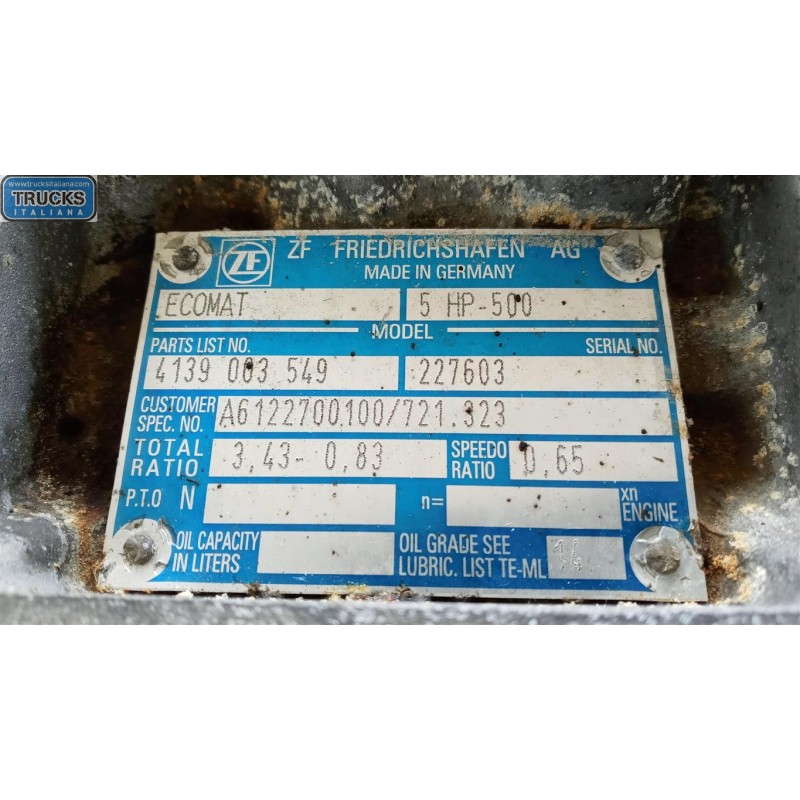 www.trucksitaliana.com
TRUCKS
ITALIANA
ZF ZF FRIEDRICHSHAFEN AG
MADE IN GERMANY
ECOMAT 5 HP-500
MODEL
PARTS LIST NO. SERIAL NO.
4139 003 549 227603
CUSTOMER SPEC. NO. A6122700100/721.323
TOTAL RATIO 3,43- 0,83 SPEEDO RATIO 0,65
P.T.O N n= xn ENGINE
OIL CAPACITY IN LITERS OIL GRADE SEE LUBRIC. LIST TE-ML